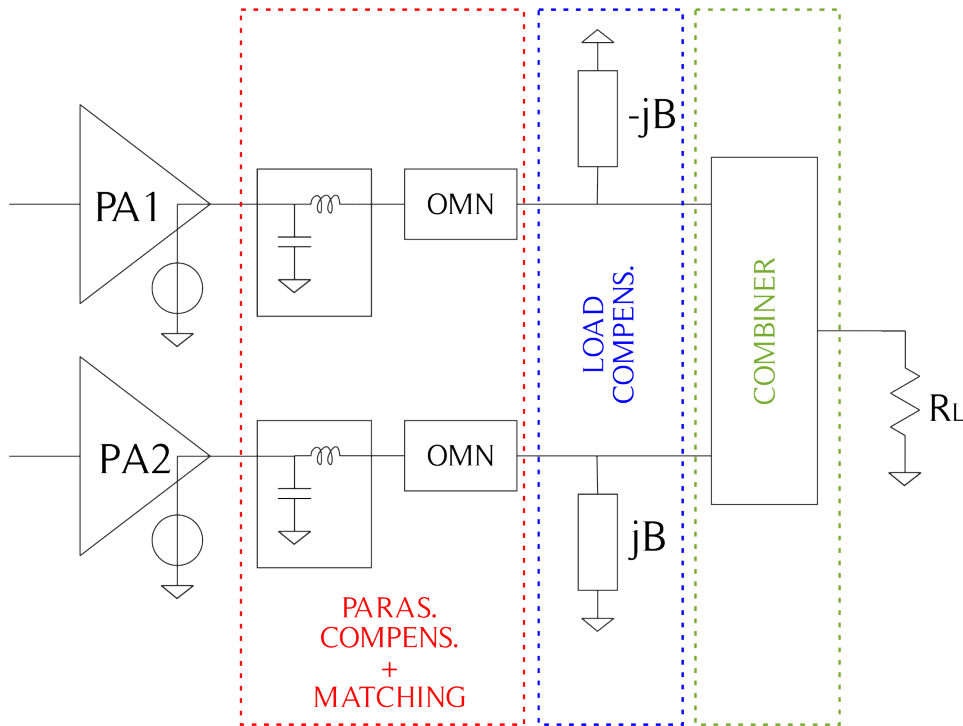 -jB
PA1
OMN
LOAD
COMPENS.
COMBINER
RL
PA2
OMN
jB
PARAS.
COMPENS.
+
MATCHING